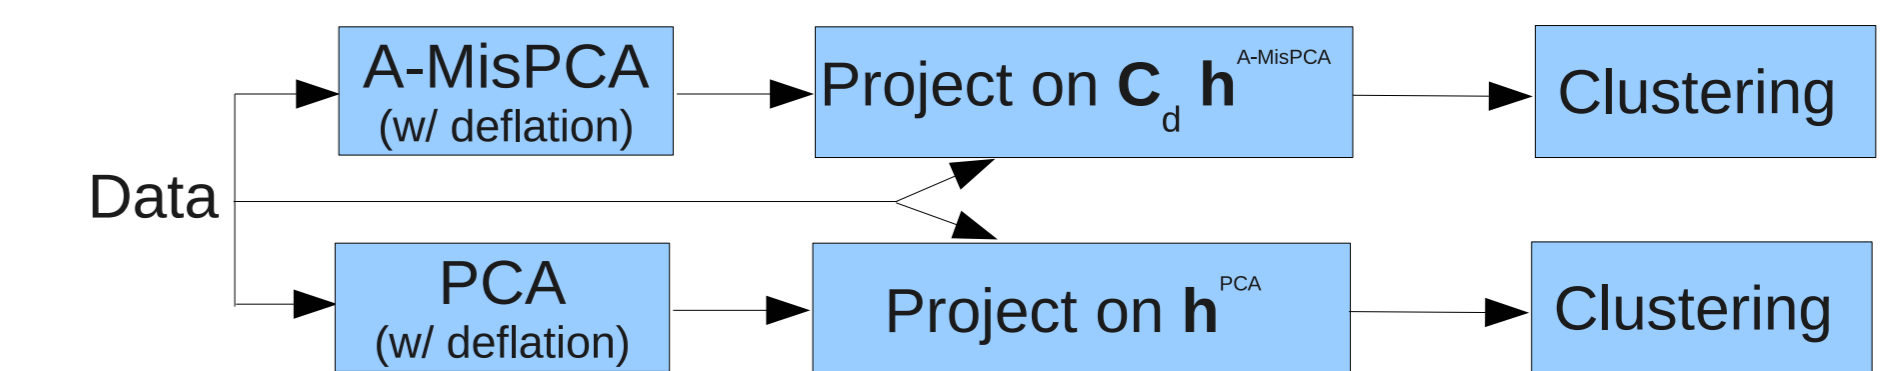 A-MisPCA
(w/ deflation)
Project on C_d h^A-MisPCA
Clustering
Data
PCA
(w/ deflation)
Project on h^PCA
Clustering